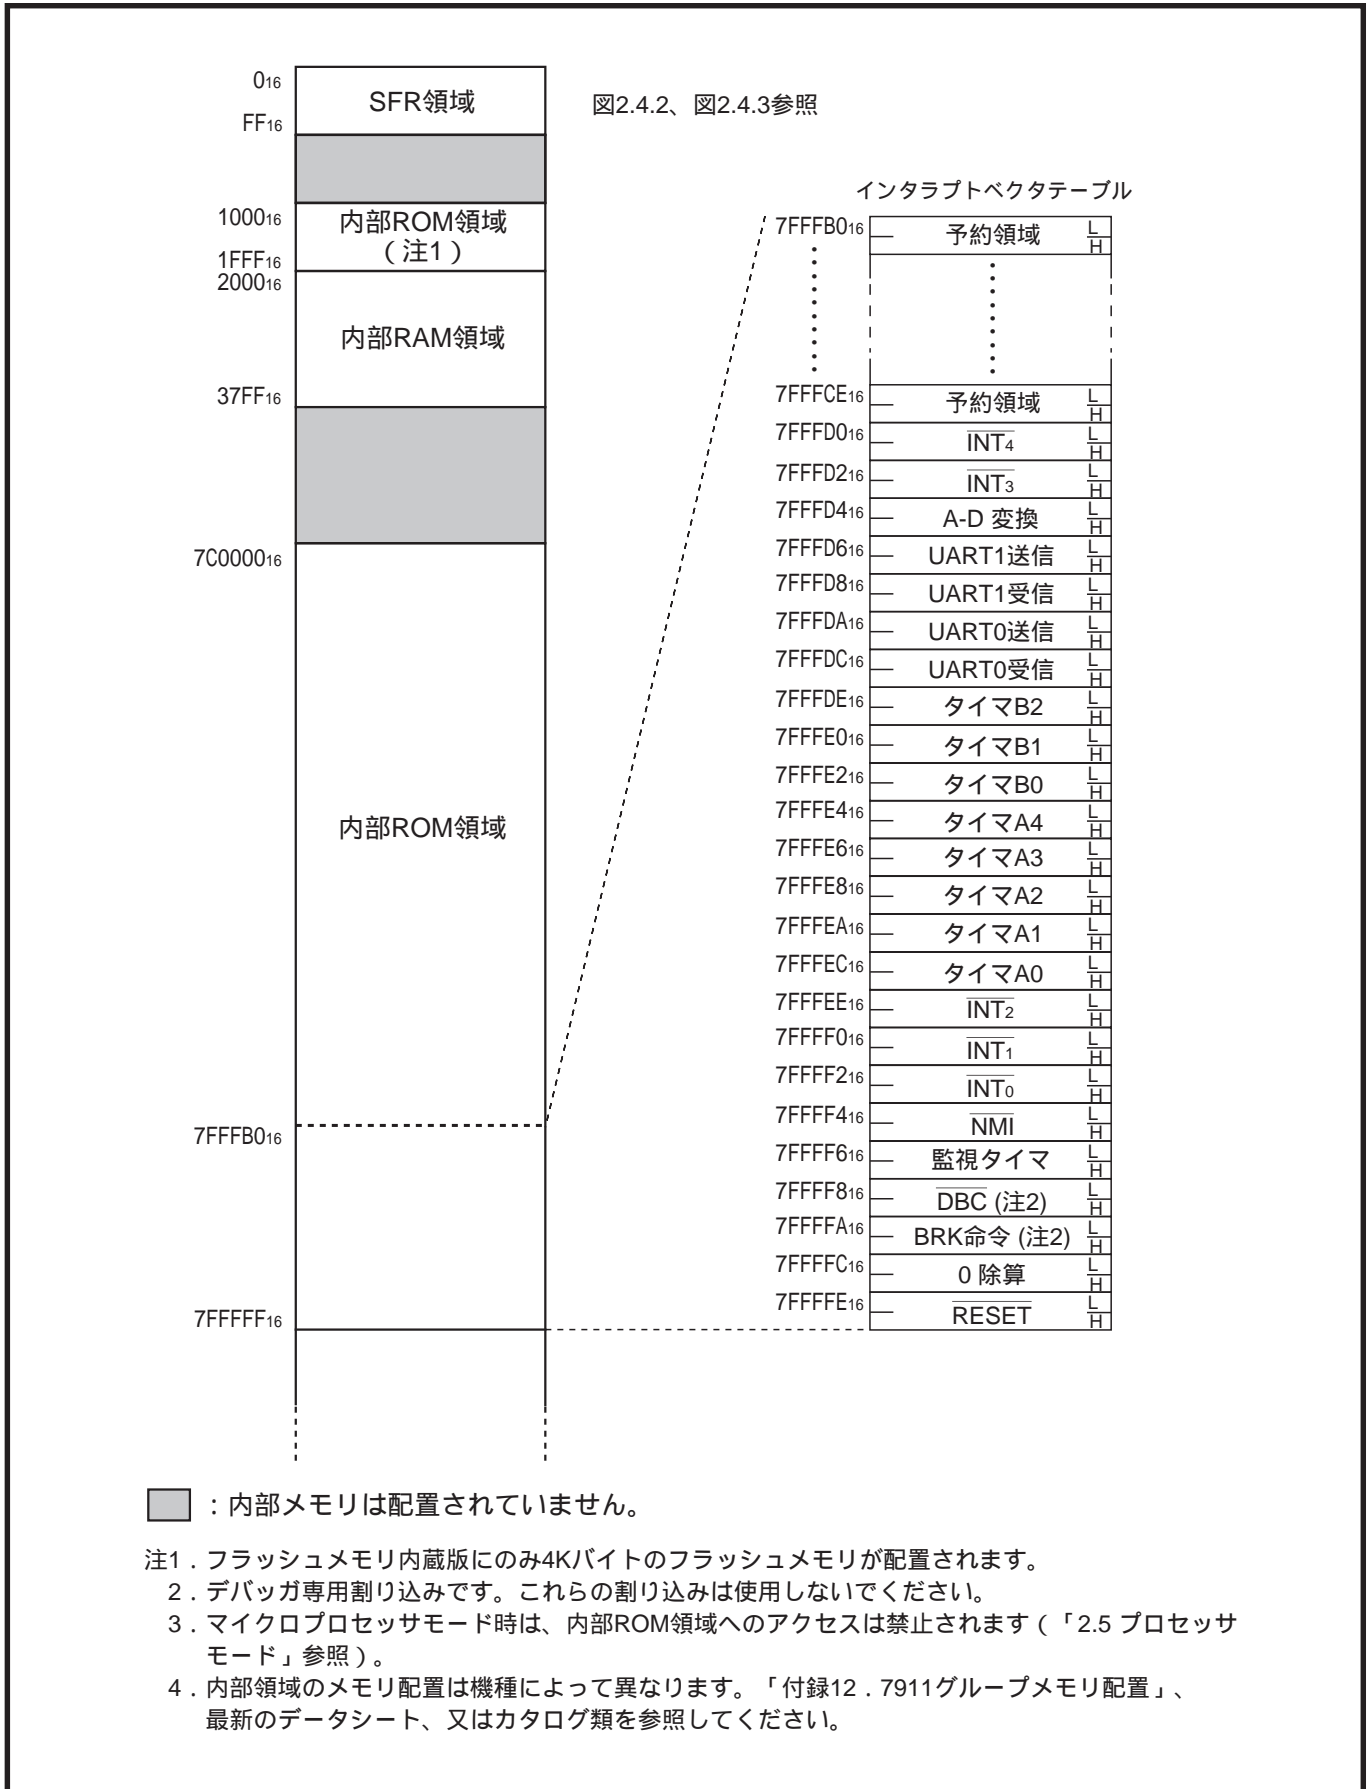 0₁₆
SFR領域
図2.4.2、図2.4.3参照
FF₁₆
1000₁₆
内部ROM領域
(注1)
1FFF₁₆
2000₁₆
内部RAM領域
37FF₁₆
7C0000₁₆
内部ROM領域
7FFFB0₁₆
7FFFFF₁₆
インタラプトベクタテーブル
7FFFB0₁₆ 予約領域 L H
7FFFCE₁₆ 予約領域 L H
7FFFD0₁₆ INT₄ L H
7FFFD2₁₆ INT₃ L H
7FFFD4₁₆ A-D 変換 L H
7FFFD6₁₆ UART1送信 L H
7FFFD8₁₆ UART1受信 L H
7FFFDA₁₆ UART0送信 L H
7FFFDC₁₆ UART0受信 L H
7FFFDE₁₆ タイマB2 L H
7FFFE0₁₆ タイマB1 L H
7FFFE2₁₆ タイマB0 L H
7FFFE4₁₆ タイマA4 L H
7FFFE6₁₆ タイマA3 L H
7FFFE8₁₆ タイマA2 L H
7FFFEA₁₆ タイマA1 L H
7FFFEC₁₆ タイマA0 L H
7FFFEE₁₆ INT₂ L H
7FFFF0₁₆ INT₁ L H
7FFFF2₁₆ INT₀ L H
7FFFF4₁₆ NMI L H
7FFFF6₁₆ 監視タイマ L H
7FFFF8₁₆ DBC (注2) L H
7FFFFA₁₆ BRK命令 (注2) L H
7FFFFC₁₆ 0 除算 L H
7FFFFE₁₆ RESET L H
:内部メモリは配置されていません。
注1.フラッシュメモリ内蔵版にのみ4Kバイトのフラッシュメモリが配置されます。
2.デバッガ専用割り込みです。これらの割り込みは使用しないでください。
3.マイクロプロセッサモード時は、内部ROM領域へのアクセスは禁止されます(「2.5 プロセッサ
モード」参照)。
4.内部領域のメモリ配置は機種によって異なります。「付録12.7911グループメモリ配置」、
最新のデータシート、又はカタログ類を参照してください。